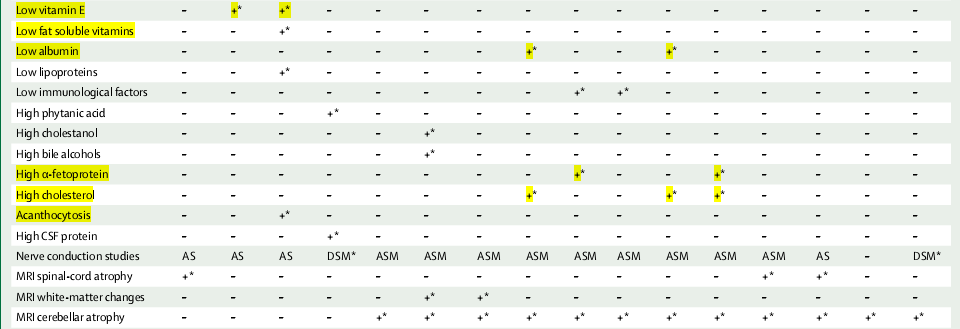 Low vitamin E – +* +* – – – – – – – – – – – – –
Low fat soluble vitamins – – +* – – – – – – – – – – – – –
Low albumin – – – – – – – +* – – +* – – – – –
Low lipoproteins – – +* – – – – – – – – – – – – –
Low immunological factors – – – – – – – – +* +* – – – – – –
High phytanic acid – – – +* – – – – – – – – – – – –
High cholestanol – – – – – +* – – – – – – – – – –
High bile alcohols – – – – – +* – – – – – – – – – –
High α-fetoprotein – – – – – – – – +* – – +* – – – –
High cholesterol – – – – – – – +* – – +* +* – – – –
Acanthocytosis – – +* – – – – – – – – – – – – –
High CSF protein – – – +* – – – – – – – – – – – –
Nerve conduction studies AS AS AS DSM* ASM ASM ASM ASM ASM ASM ASM ASM ASM AS – DSM*
MRI spinal-cord atrophy +* – – – – – – – – – – – +* +* – –
MRI white-matter changes – – – – – +* +* – – – – – – – – –
MRI cerebellar atrophy – – – – +* +* +* +* +* +* +* +* +* +* +* +*